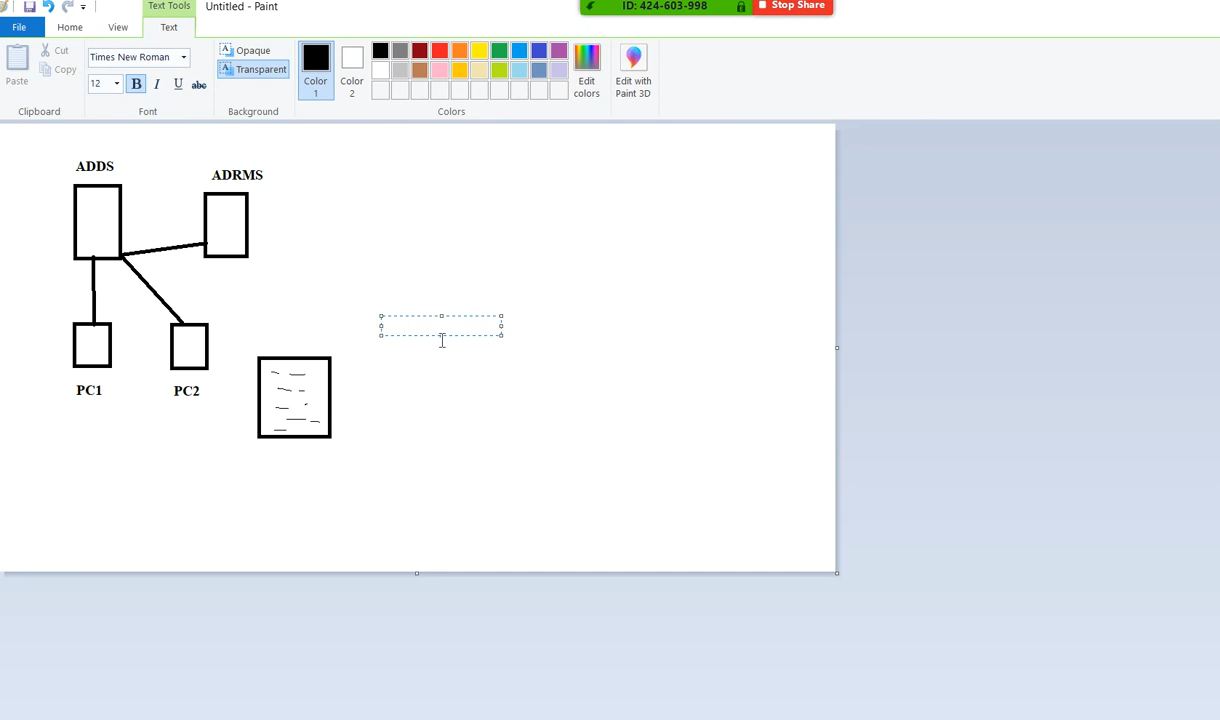 Text Tools
Untitled - Paint
ID: 424-603-998
Stop Share
File
Home
View
Text
Paste
Cut
Copy
Clipboard
Times New Roman
12
B I U abc
Font
Opaque
Transparent
Background
Color 1
Color 2
Edit colors
Colors
Edit with Paint 3D
ADDS
ADRMS
PC1
PC2